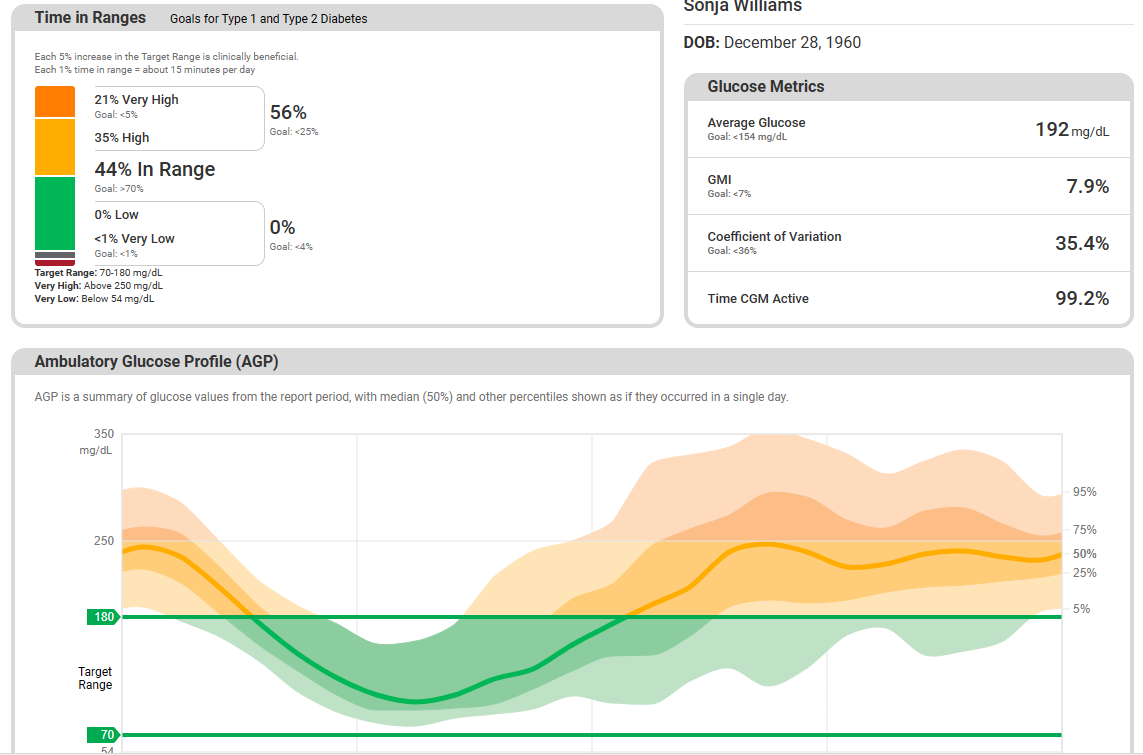 Time in Ranges Goals for Type 1 and Type 2 Diabetes
Each 5% increase in the Target Range is clinically beneficial.
Each 1% time in range = about 15 minutes per day
21% Very High
Goal: <5%
35% High
56%
Goal: <25%
44% In Range
Goal: >70%
0% Low
<1% Very Low
Goal: <1%
0%
Goal: <4%
Target Range: 70-180 mg/dL
Very High: Above 250 mg/dL
Very Low: Below 54 mg/dL
Sonja Williams
DOB: December 28, 1960
Glucose Metrics
Average Glucose
Goal: <154 mg/dL
192 mg/dL
GMI
Goal: <7%
7.9%
Coefficient of Variation
Goal: <36%
35.4%
Time CGM Active
99.2%
Ambulatory Glucose Profile (AGP)
AGP is a summary of glucose values from the report period, with median (50%) and other percentiles shown as if they occurred in a single day.
350
mg/dL
250
180
Target
Range
70
54
95%
75%
50%
25%
5%